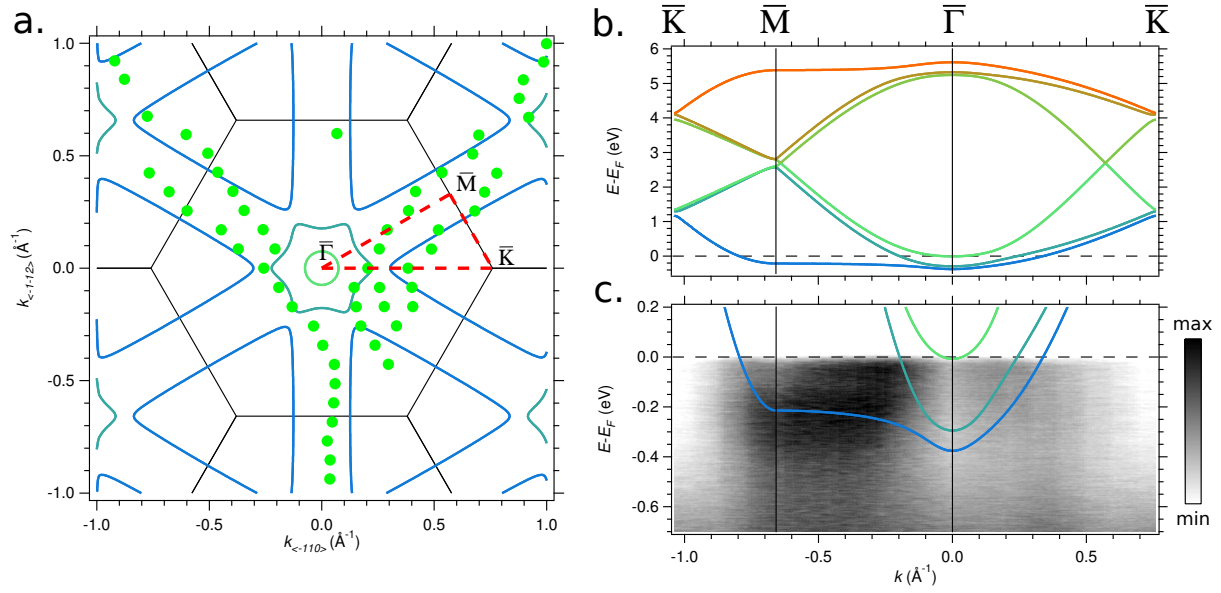 a.
1.0
0.5
0.0
-0.5
-1.0
k<-1-12> (Å⁻¹)
Γ̅
M̅
K̅
-1.0 -0.5 0.0 0.5 1.0
k<-110> (Å⁻¹)
b.
K̅ M̅ Γ̅ K̅
6
5
4
3
2
1
0
E-E_F (eV)
c.
0.2
0.0
-0.2
-0.4
-0.6
E-E_F (eV)
-1.0 -0.5 0.0 0.5
k (Å⁻¹)
max
min